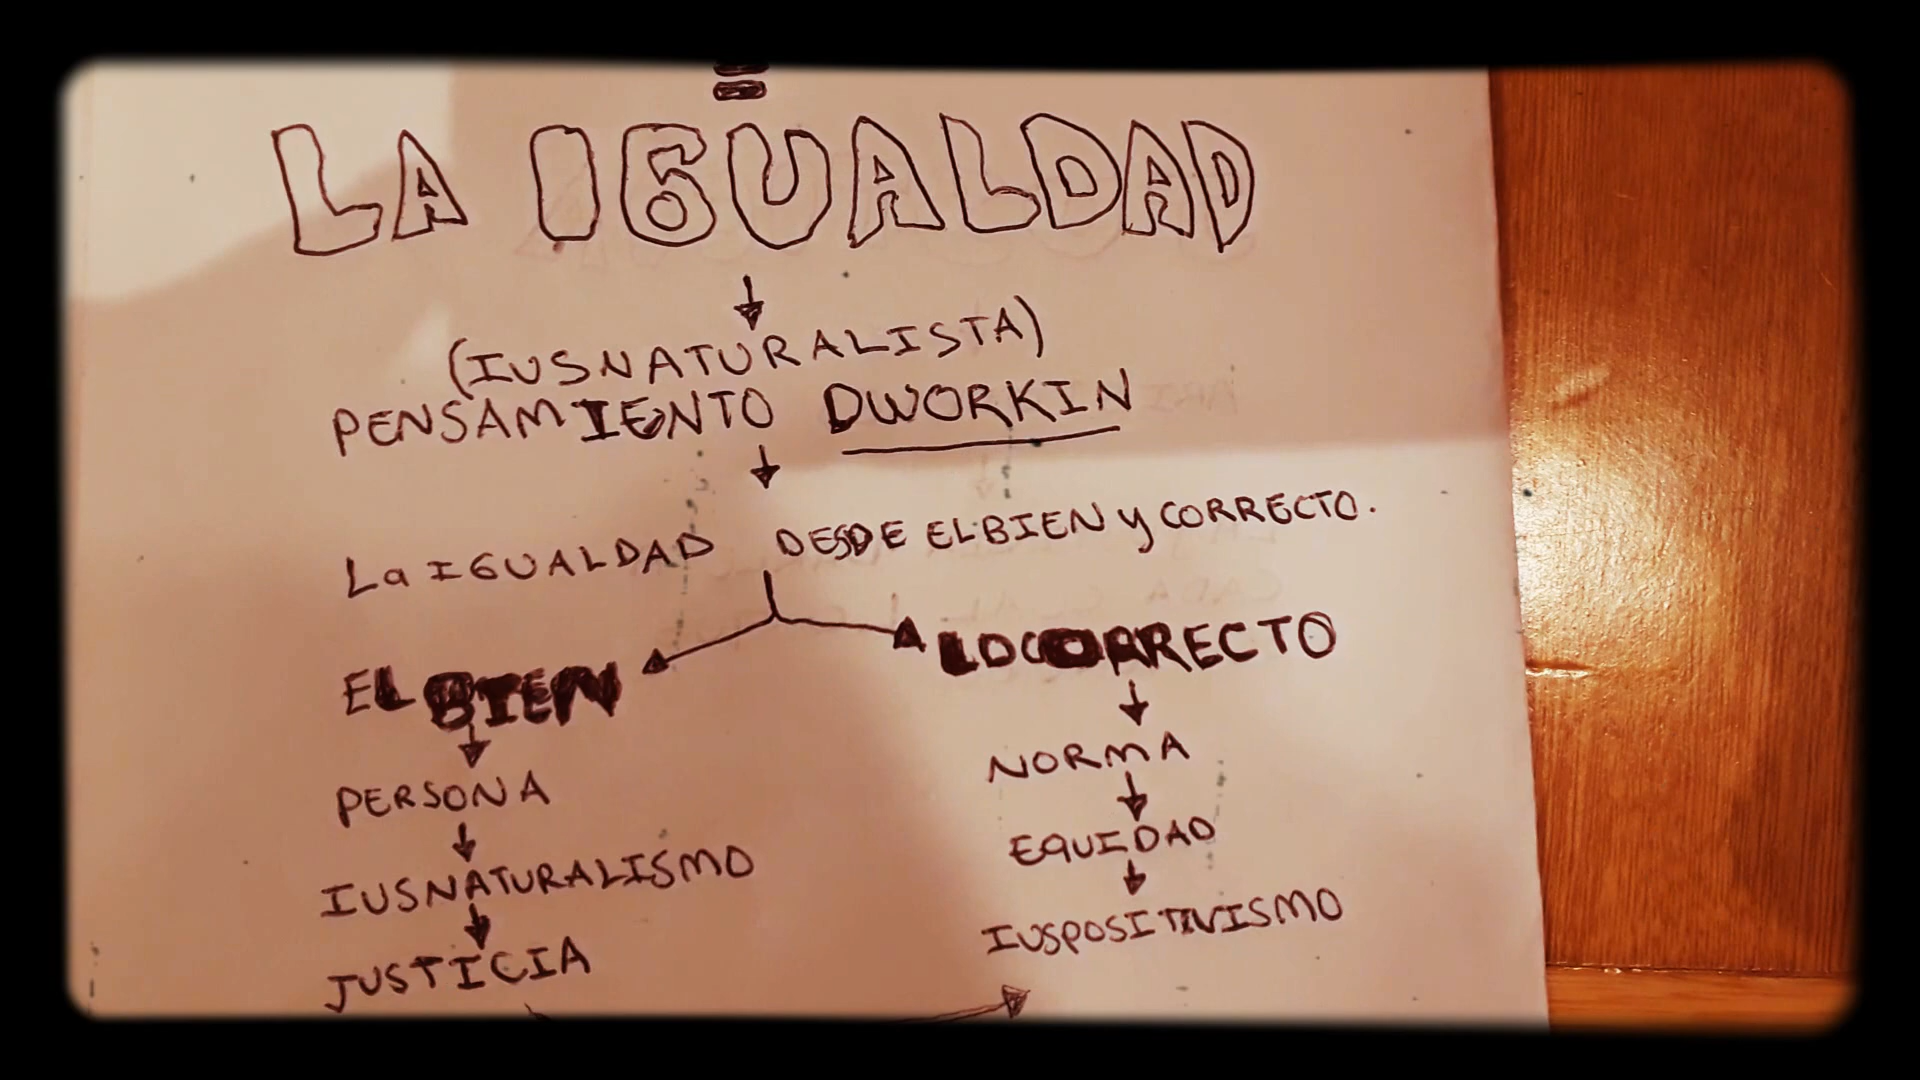 LA IGUALDAD
(IUSNATURALISTA)
PENSAMIENTO DWORKIN
La IGUALDAD DESDE EL BIEN y CORRECTO.
EL BIEN
LO CORRECTO
PERSONA
NORMA
IUSNATURALISMO
EQUIDAD
JUSTICIA
IUSPOSITIVISMO